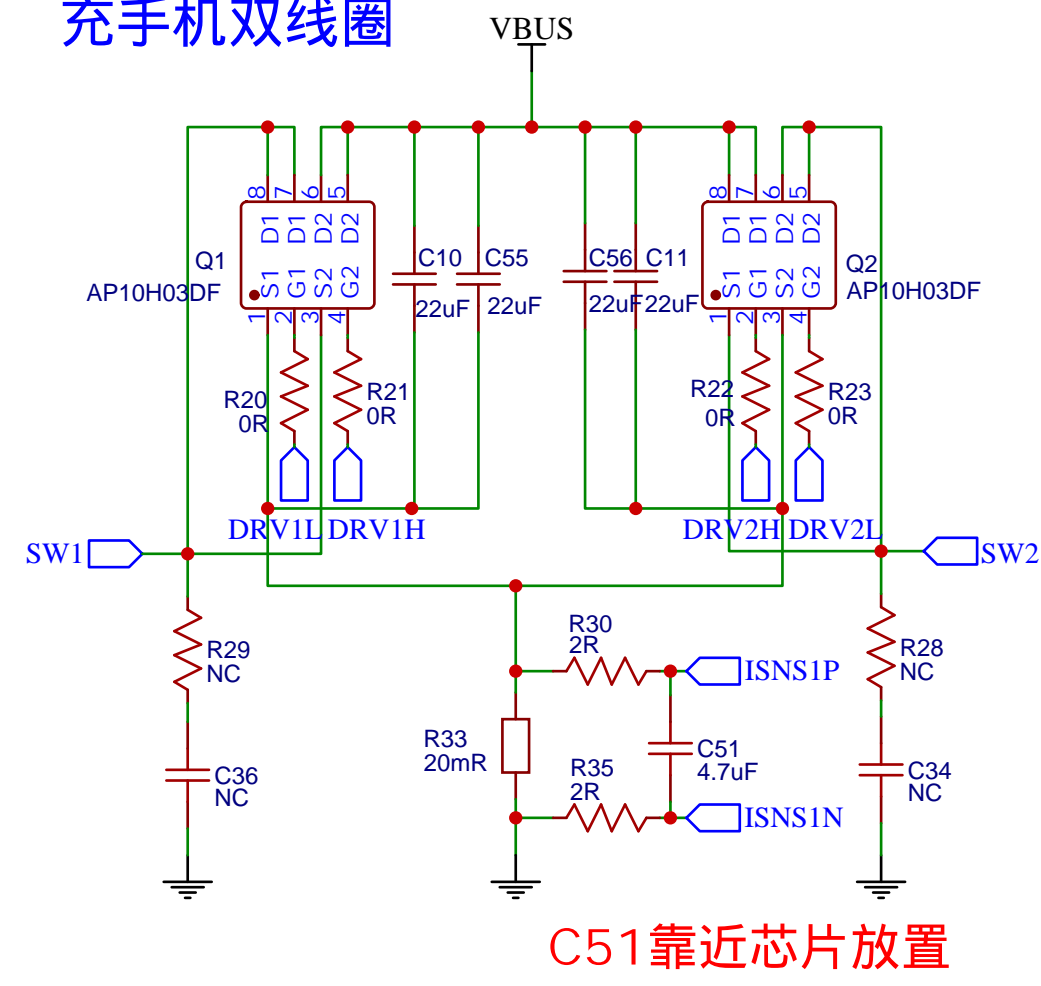 充手机双线圈
VBUS
8 7 6 5
D1 D1 D2 D2
S1 G1 S2 G2
1 2 3 4
Q1
AP10H03DF
C10
22uF
C55
22uF
C56
22uF
C11
22uF
8 7 6 5
D1 D1 D2 D2
S1 G1 S2 G2
1 2 3 4
Q2
AP10H03DF
R20
0R
R21
0R
R22
0R
R23
0R
DRV1L
DRV1H
DRV2H
DRV2L
SW1
SW2
R29
NC
C36
NC
R30
2R
ISNS1P
R33
20mR
C51
4.7uF
R35
2R
ISNS1N
R28
NC
C34
NC
C51靠近芯片放置